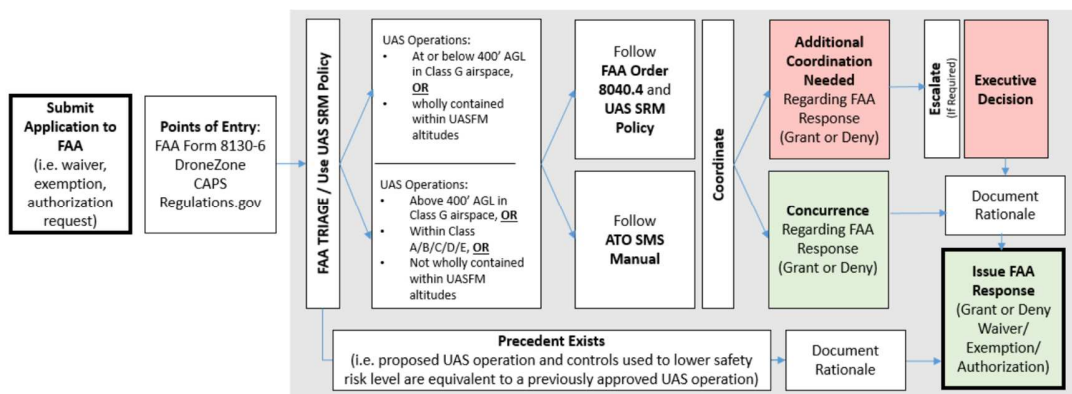 Submit
Application to
FAA
(i.e. waiver,
exemption,
authorization
request)
Points of Entry:
FAA Form 8130-6
DroneZone
CAPS
Regulations.gov
FAA TRIAGE / Use UAS SRM Policy
UAS Operations:
• At or below 400' AGL
in Class G airspace,
OR
• wholly contained
within UASFM
altitudes
UAS Operations:
• Above 400' AGL in
Class G airspace, OR
• Within Class
A/B/C/D/E, OR
• Not wholly contained
within UASFM
altitudes
Follow
FAA Order
8040.4 and
UAS SRM
Policy
Follow
ATO SMS
Manual
Coordinate
Additional
Coordination
Needed
Regarding FAA
Response
(Grant or Deny)
Concurrence
Regarding FAA
Response
(Grant or Deny)
Escalate
(If Required)
Executive
Decision
Document
Rationale
Issue FAA
Response
(Grant or Deny
Waiver/
Exemption/
Authorization)
Precedent Exists
(i.e. proposed UAS operation and controls used to lower safety
risk level are equivalent to a previously approved UAS operation)
Document
Rationale